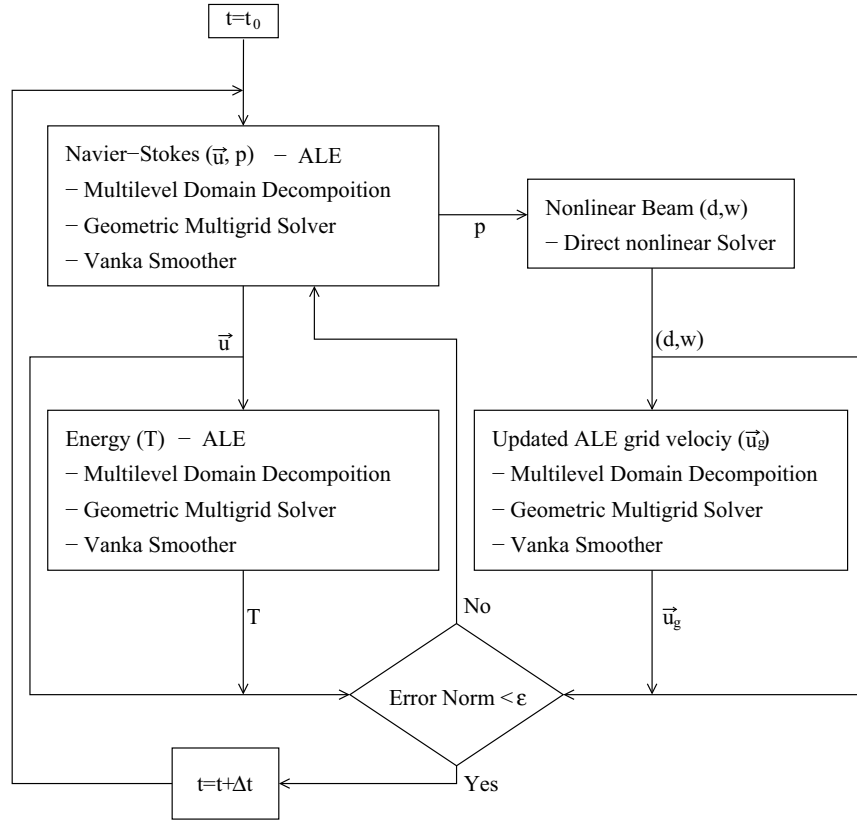 t=t₀
Navier−Stokes (u⃗, p) − ALE
− Multilevel Domain Decompoition
− Geometric Multigrid Solver
− Vanka Smoother
p
Nonlinear Beam (d,w)
− Direct nonlinear Solver
u⃗
(d,w)
Energy (T) − ALE
− Multilevel Domain Decompoition
− Geometric Multigrid Solver
− Vanka Smoother
Updated ALE grid velociy (u⃗g)
− Multilevel Domain Decompoition
− Geometric Multigrid Solver
− Vanka Smoother
T
No
u⃗g
Error Norm < ε
Yes
t=t+Δt